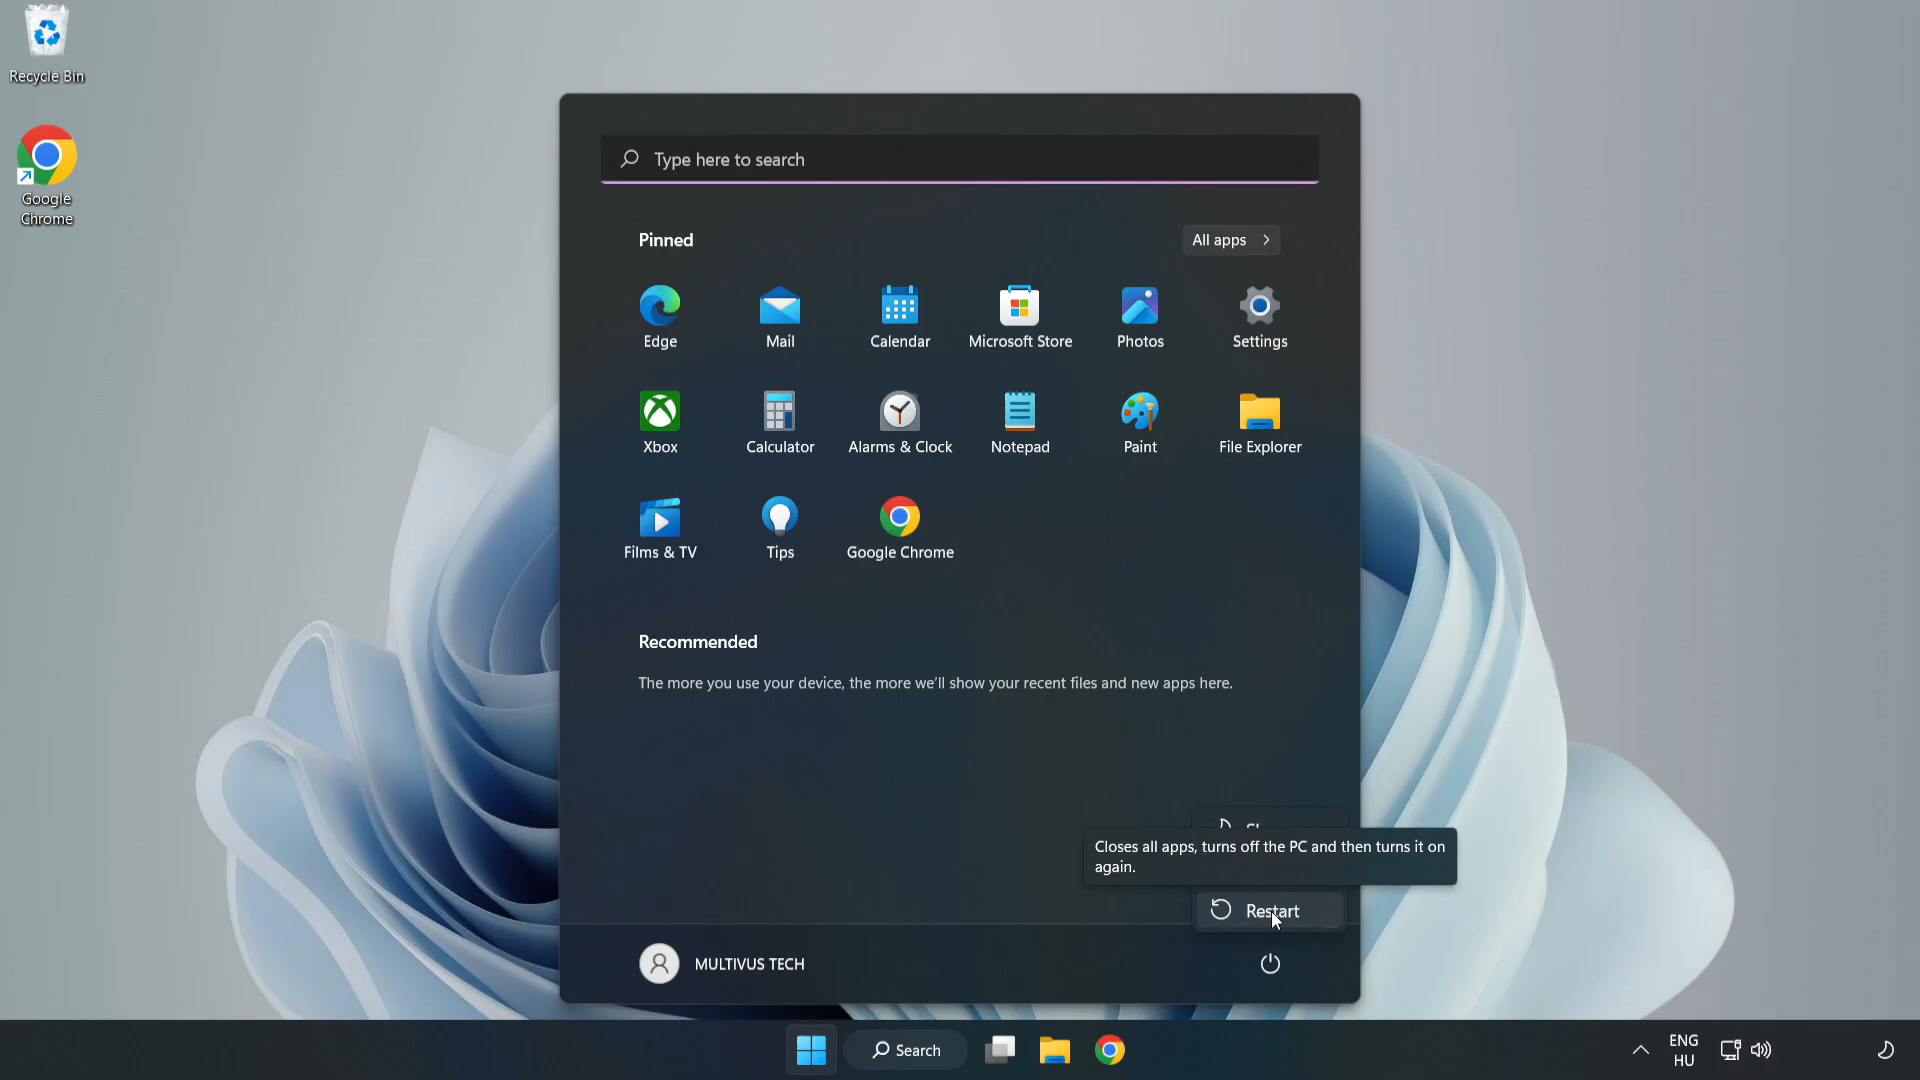 Recycle Bin
Google
Chrome
Type here to search
Pinned
All apps
Edge
Mail
Calendar
Microsoft Store
Photos
Settings
Xbox
Calculator
Alarms & Clock
Notepad
Paint
File Explorer
Films & TV
Tips
Google Chrome
Recommended
The more you use your device, the more we'll show your recent files and new apps here.
Closes all apps, turns off the PC and then turns it on
again.
Restart
MULTIVUS TECH
Search
ENG
HU